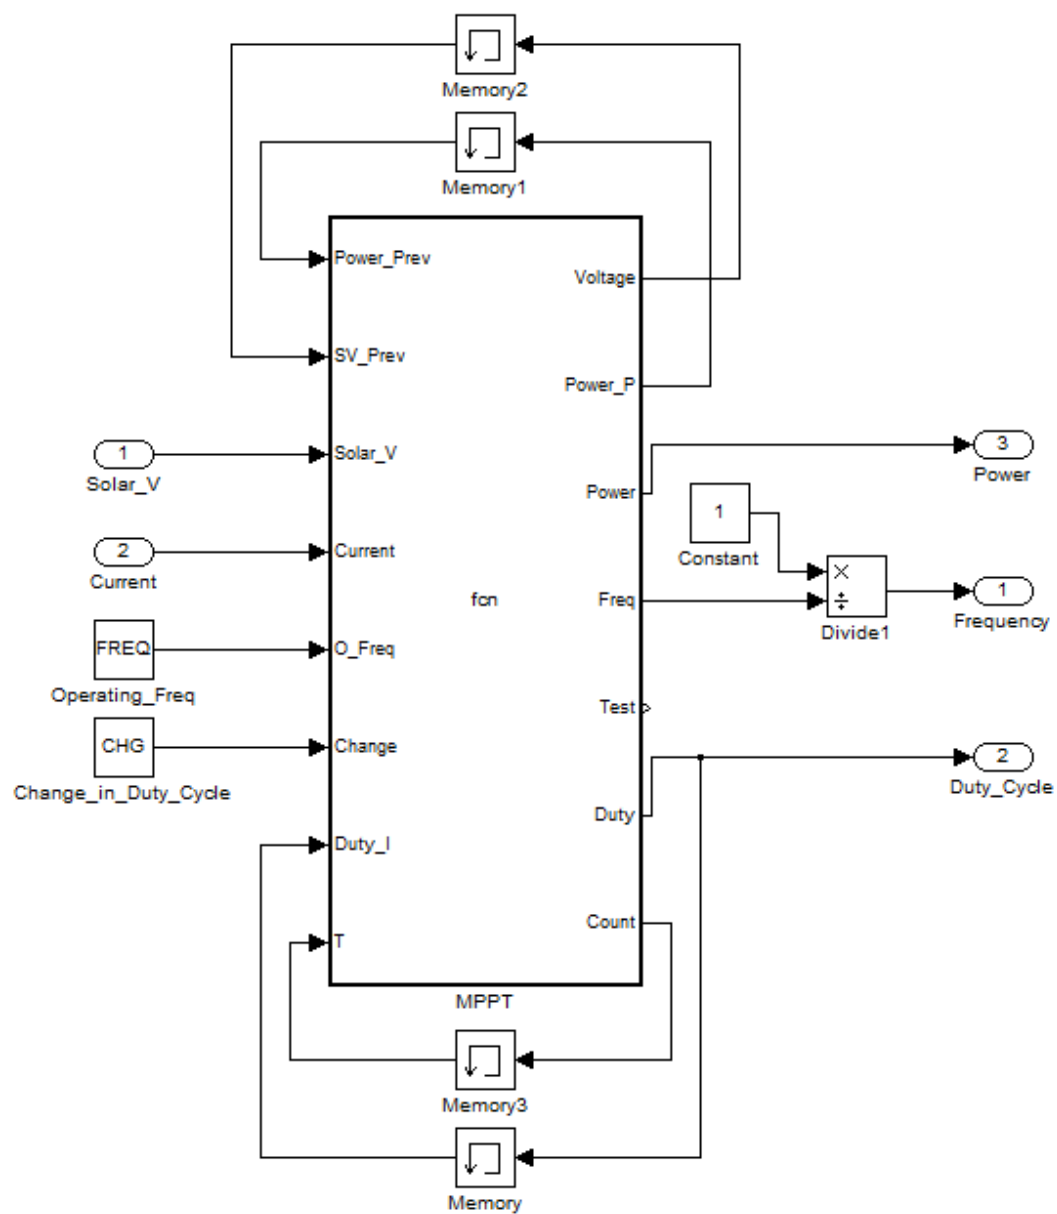 Memory2
Memory1
Power_Prev
Voltage
SV_Prev
Power_P
1
Solar_V
Solar_V
3
Power
Power
1
Constant
2
Current
Current
fcn
Freq
×
÷
Divide1
1
Frequency
FREQ
Operating_Freq
O_Freq
Test
CHG
Change_in_Duty_Cycle
Change
2
Duty_Cycle
Duty
Duty_I
Count
T
MPPT
Memory3
Memory